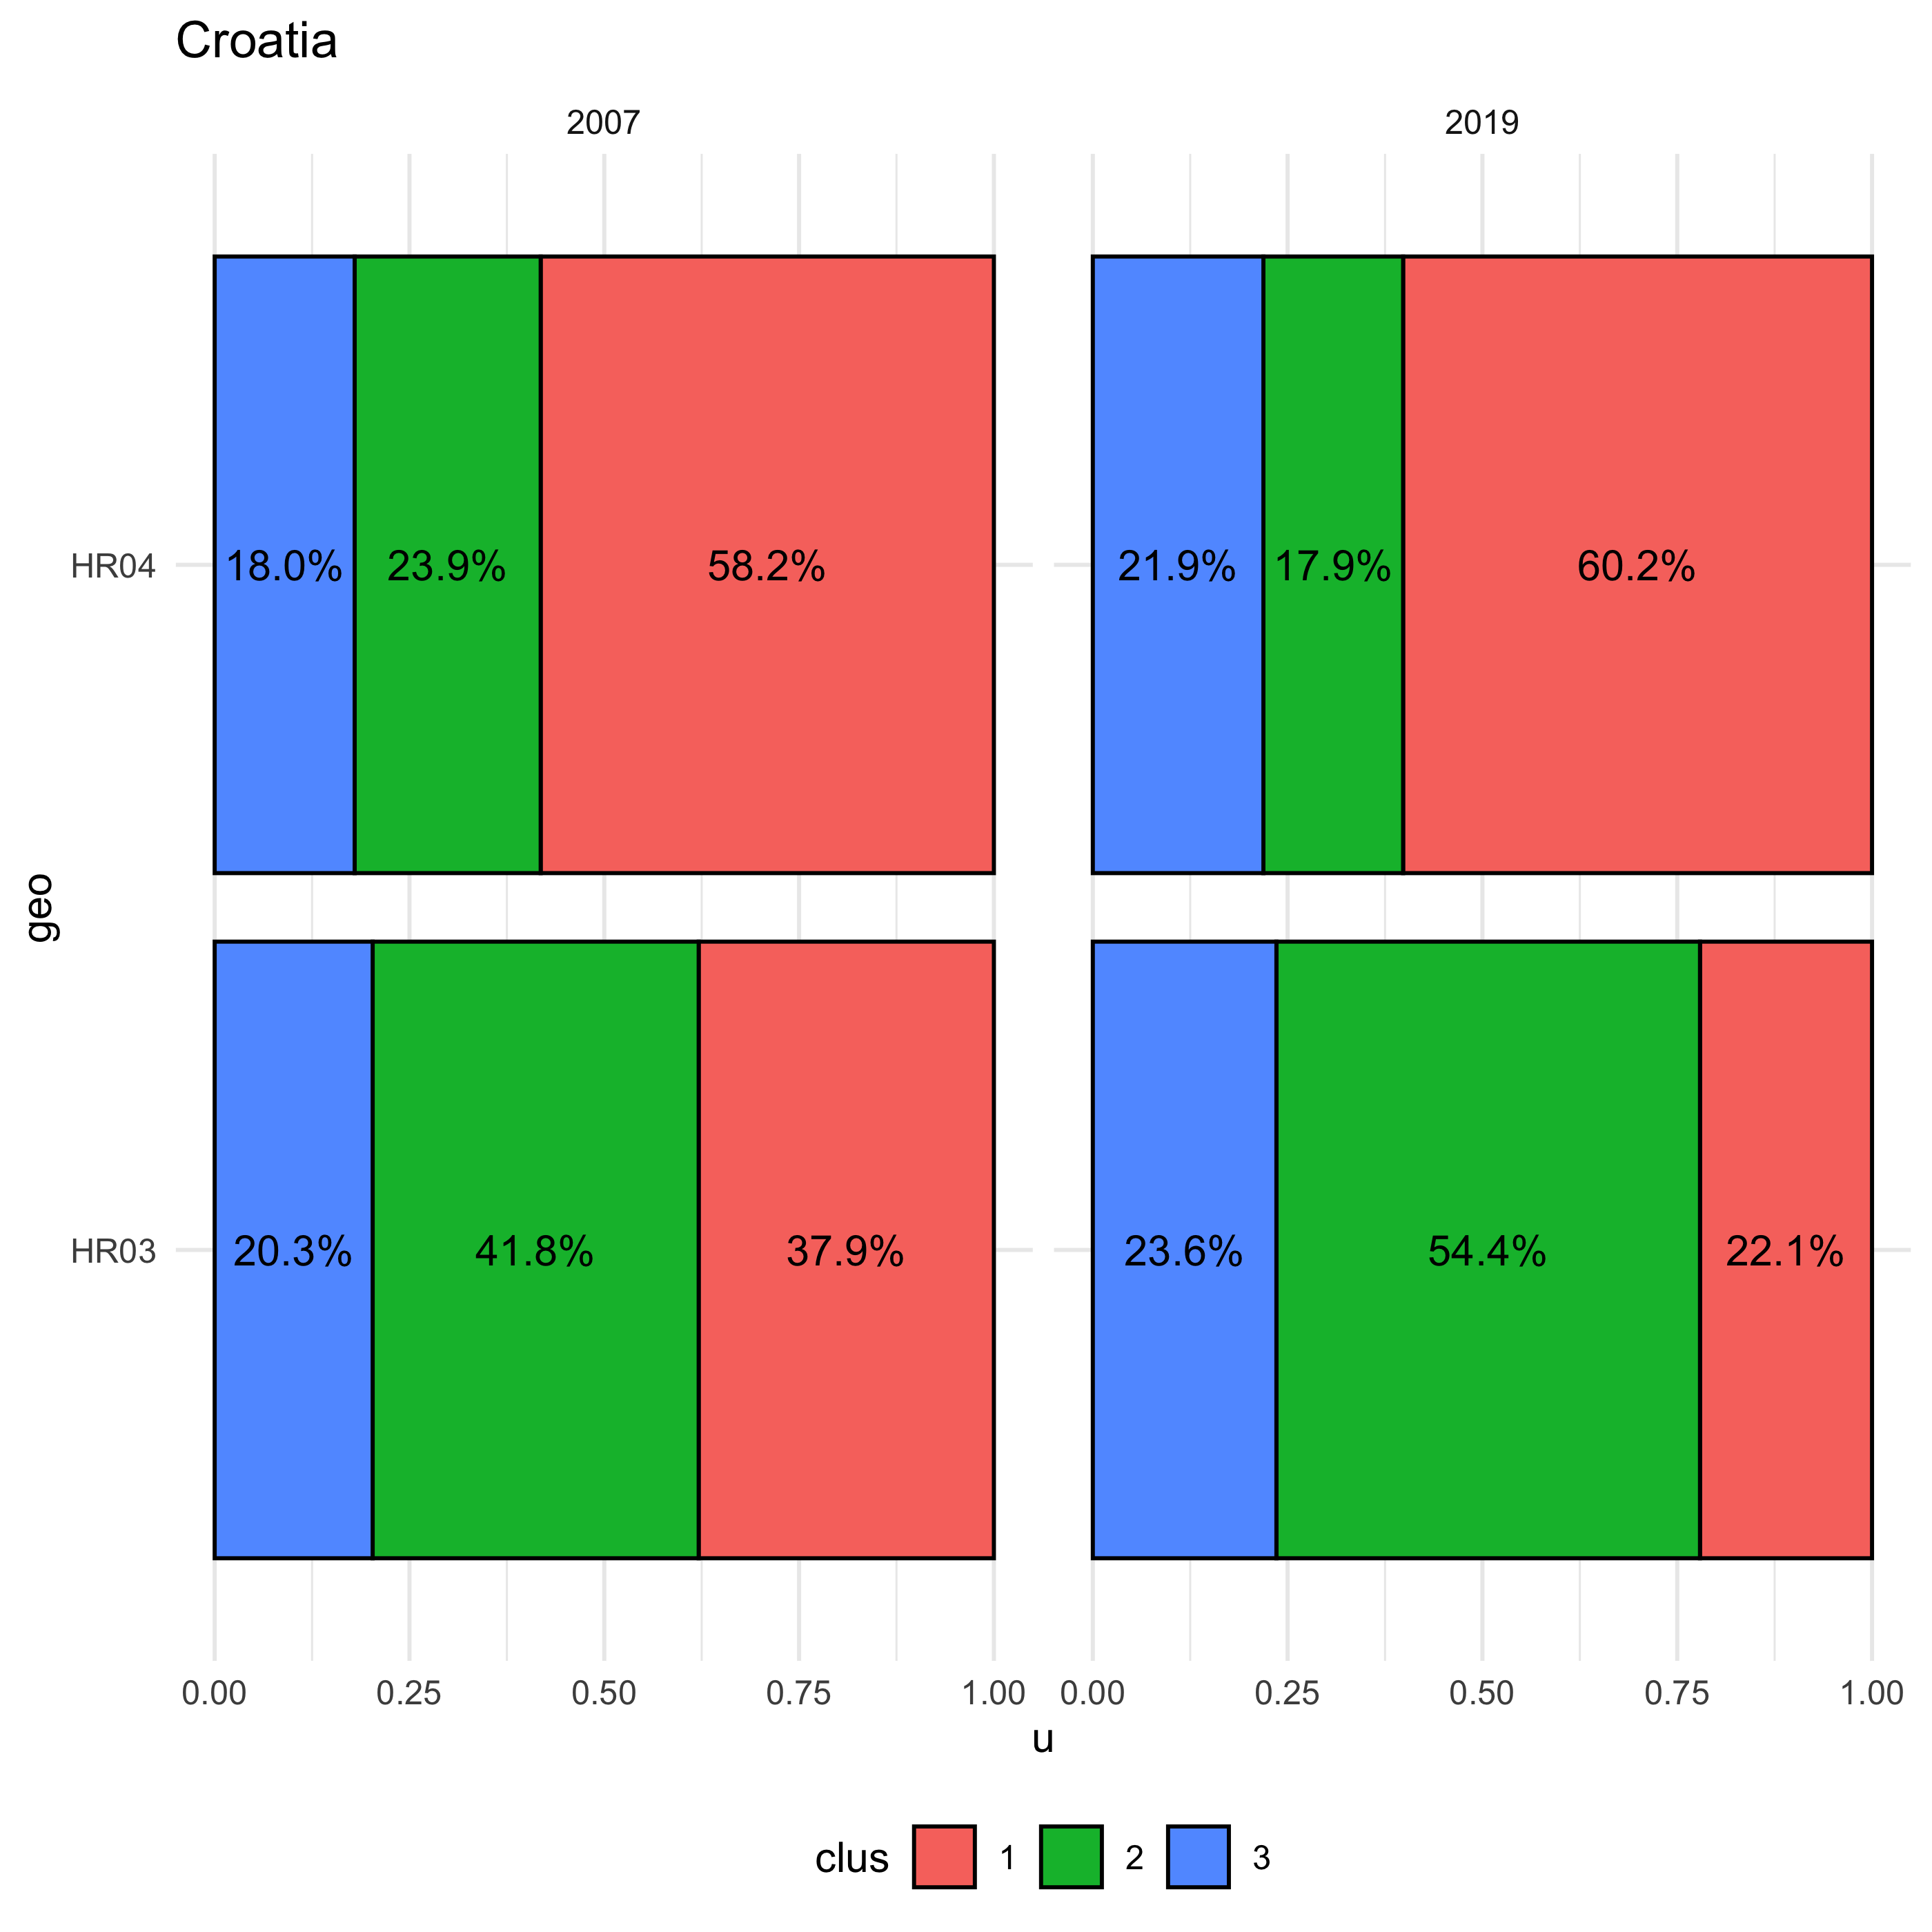 Croatia
2007 2019
HR04 18.0% 23.9% 58.2% 21.9% 17.9% 60.2%
geo
HR03 20.3% 41.8% 37.9% 23.6% 54.4% 22.1%
0.00 0.25 0.50 0.75 1.00 0.00 0.25 0.50 0.75 1.00
u
clus 1 2 3